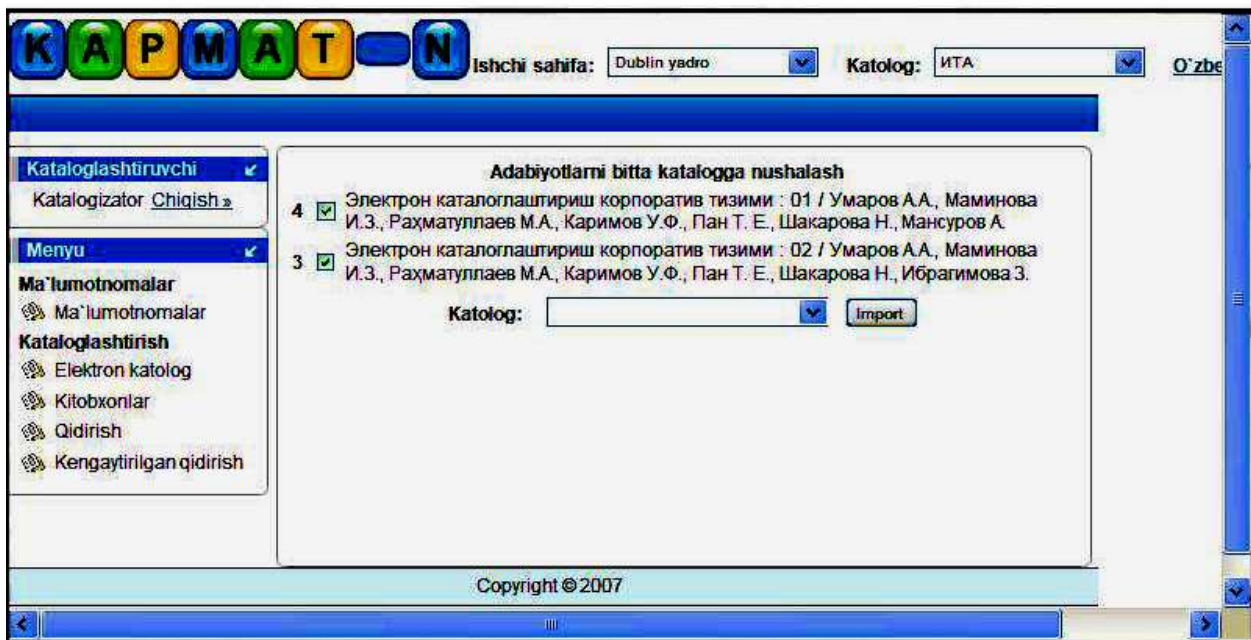 КАРМАТ-N
Ishchi sahifa: Dublin yadro Katolog: ИТА O`zbe
Kataloglashtiruvchi
Katalogizator Chiqish »
Menyu
Ma`lumotnomalar
Ma`lumotnomalar
Kataloglashtirish
Elektron katolog
Kitobxonlar
Qidirish
Kengaytirilgan qidirish
Adabiyotlarni bitta katalogga nushalash
4 Электрон каталоглаштириш корпоратив тизими : 01 / Умаров А.А., Маминова
И.З., Раҳматуллаев М.А., Каримов У.Ф., Пан Т. Е., Шакарова Н., Мансуров А.
3 Электрон каталоглаштириш корпоратив тизими : 02 / Умаров А.А., Маминова
И.З., Раҳматуллаев М.А., Каримов У.Ф., Пан Т. Е., Шакарова Н., Ибрагимова З.
Katolog: Import
Copyright © 2007